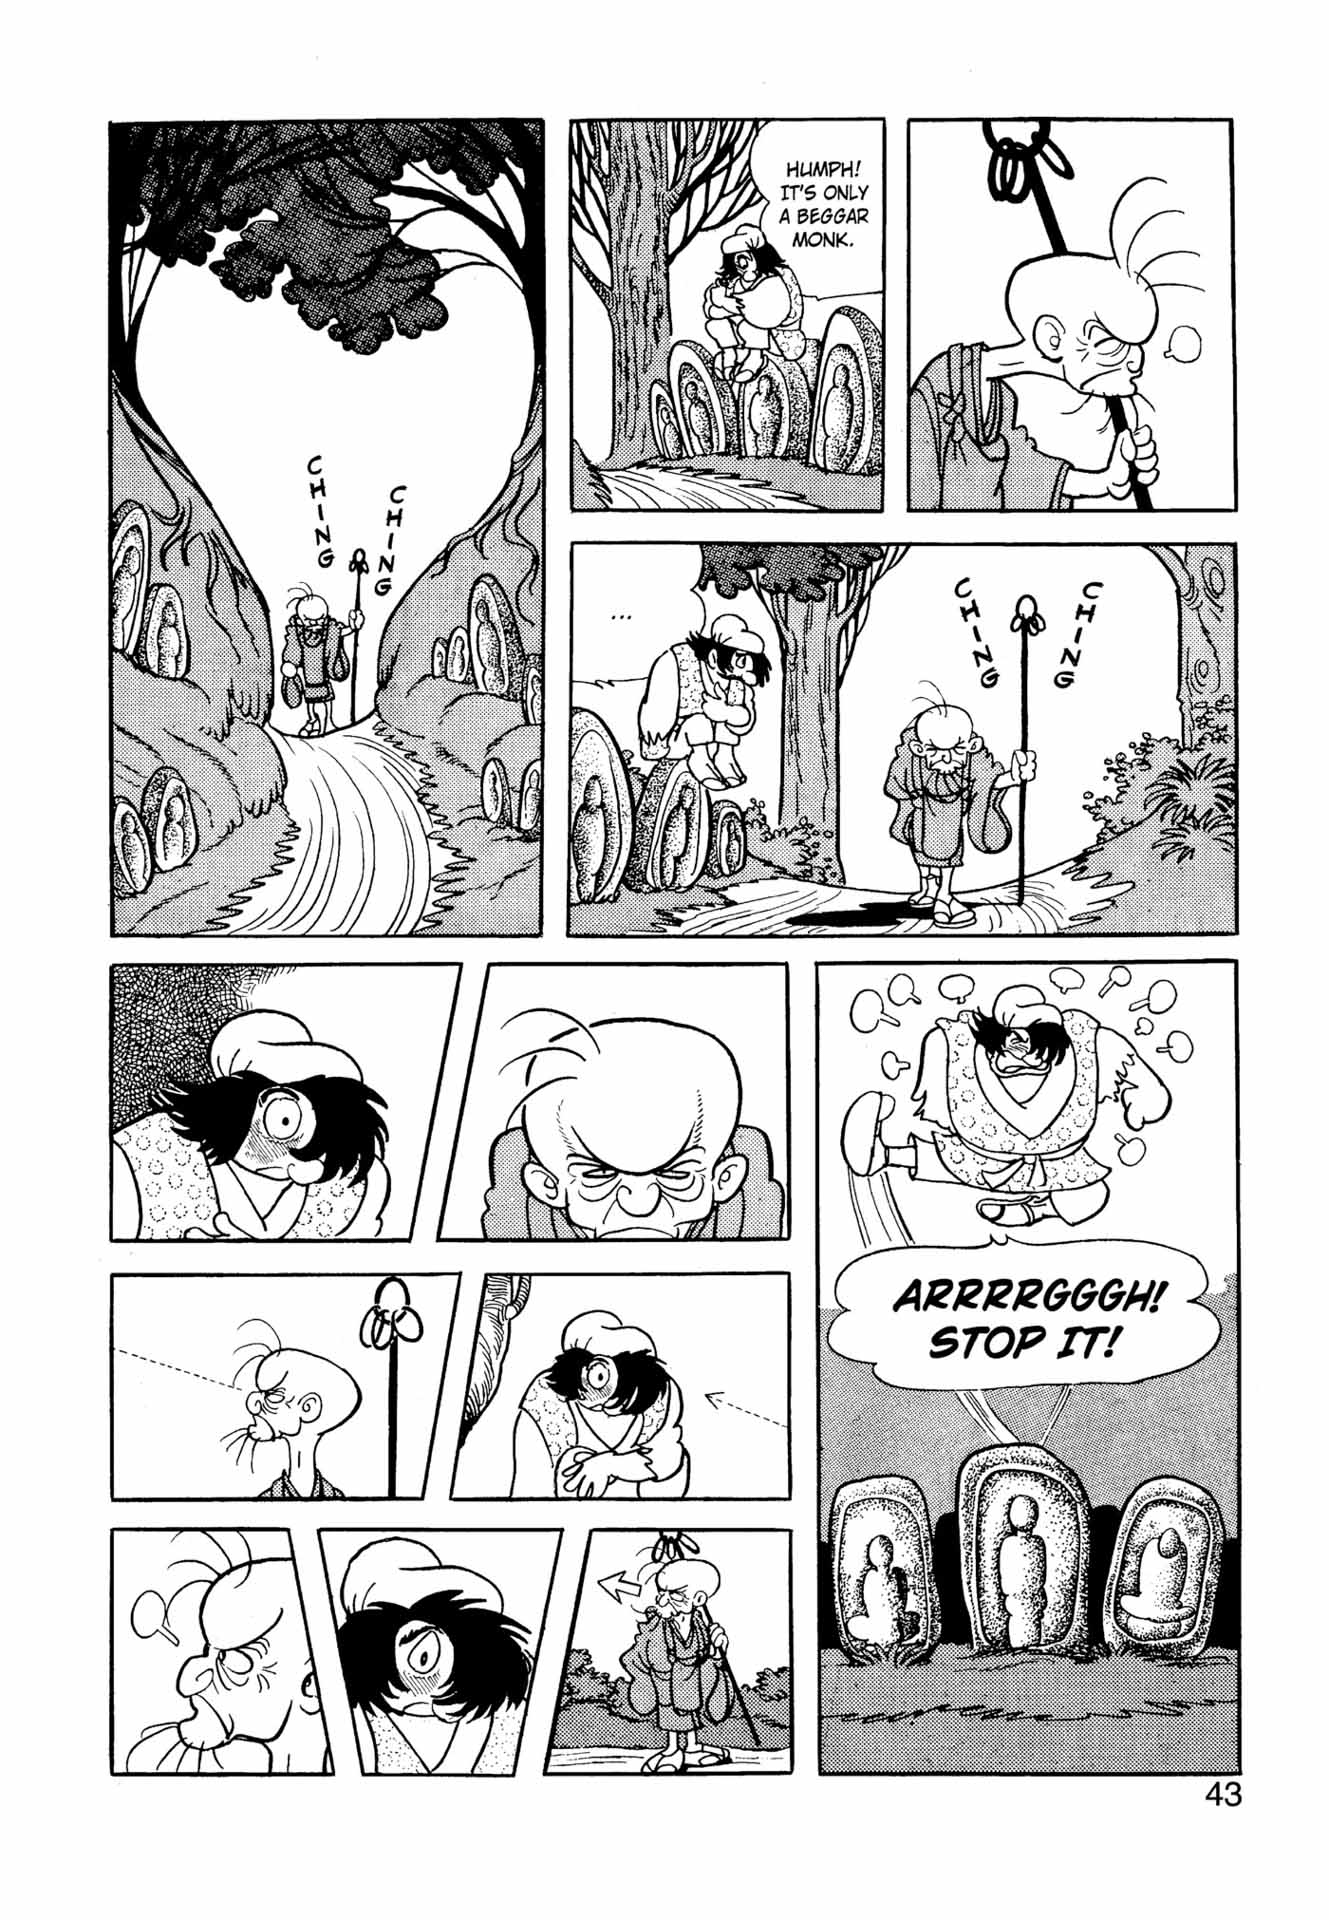 CHING
CHING
HUMPH!
IT'S ONLY
A BEGGAR
MONK.
...
CHING
CHING
ARRRRGGGH!
STOP IT!
43